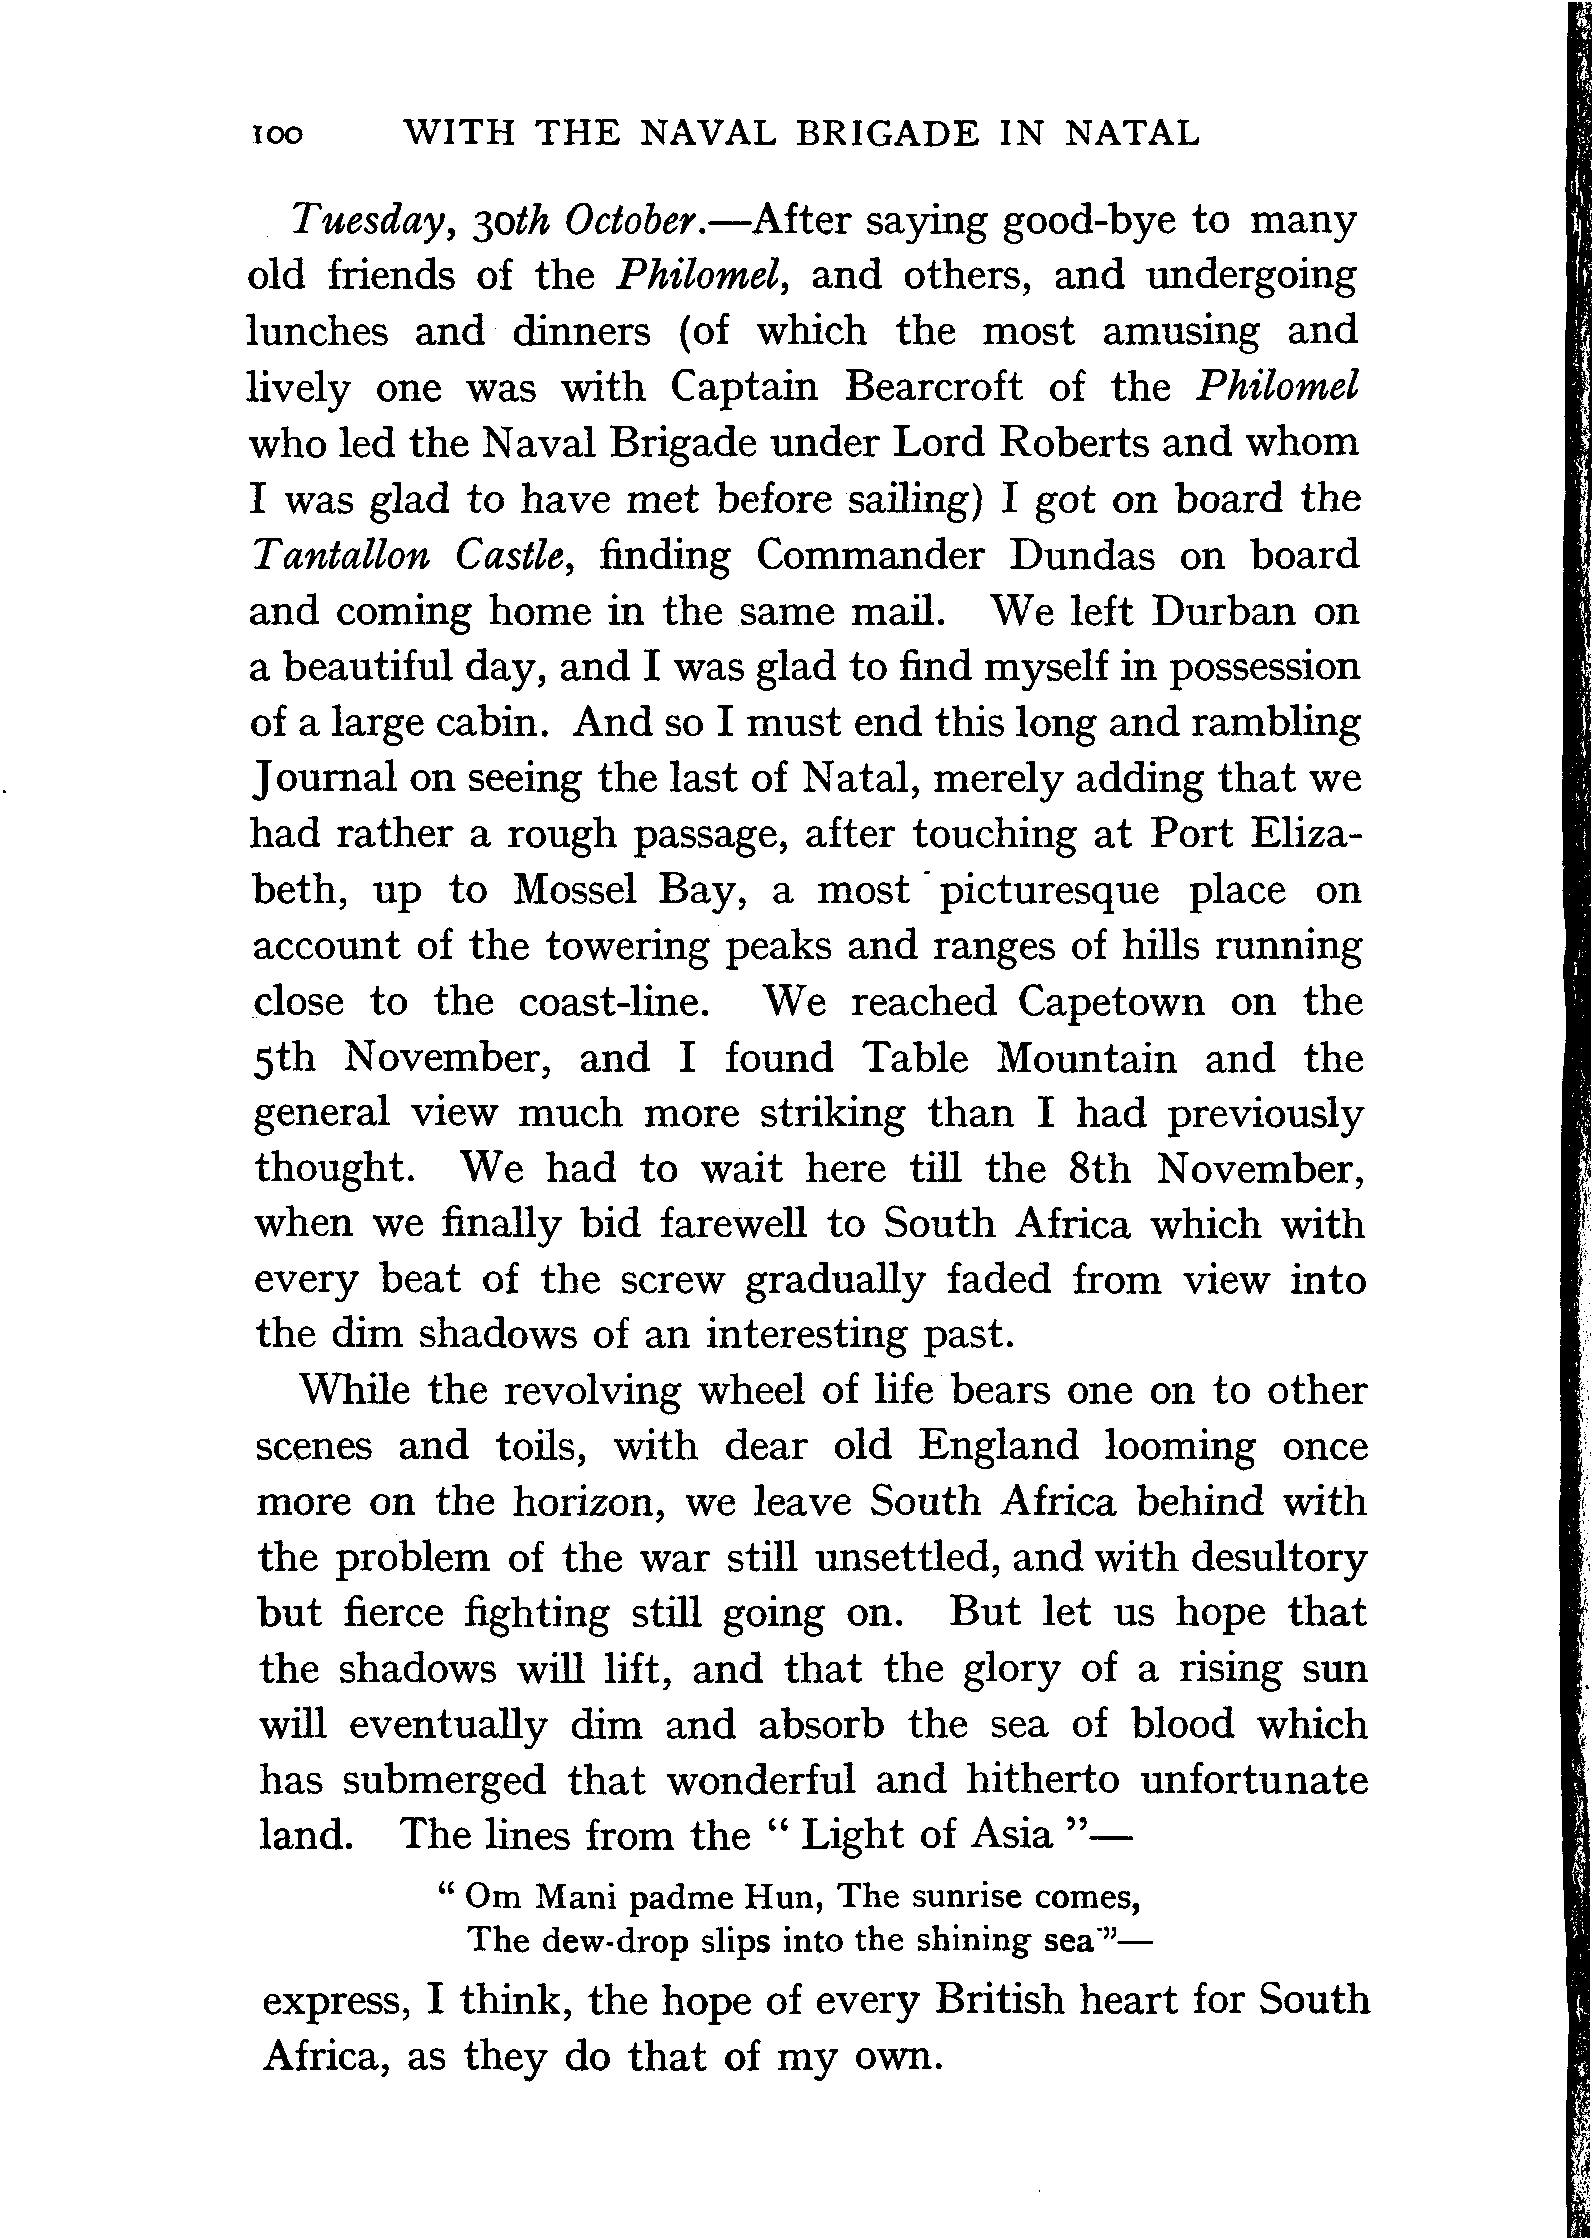 100 WITH THE NAVAL BRIGADE IN NATAL
Tuesday, 30th October.—After saying good-bye to many
old friends of the Philomel, and others, and undergoing
lunches and dinners (of which the most amusing and
lively one was with Captain Bearcroft of the Philomel
who led the Naval Brigade under Lord Roberts and whom
I was glad to have met before sailing) I got on board the
Tantallon Castle, finding Commander Dundas on board
and coming home in the same mail. We left Durban on
a beautiful day, and I was glad to find myself in possession
of a large cabin. And so I must end this long and rambling
Journal on seeing the last of Natal, merely adding that we
had rather a rough passage, after touching at Port Eliza-
beth, up to Mossel Bay, a most picturesque place on
account of the towering peaks and ranges of hills running
close to the coast-line. We reached Capetown on the
5th November, and I found Table Mountain and the
general view much more striking than I had previously
thought. We had to wait here till the 8th November,
when we finally bid farewell to South Africa which with
every beat of the screw gradually faded from view into
the dim shadows of an interesting past.
While the revolving wheel of life bears one on to other
scenes and toils, with dear old England looming once
more on the horizon, we leave South Africa behind with
the problem of the war still unsettled, and with desultory
but fierce fighting still going on. But let us hope that
the shadows will lift, and that the glory of a rising sun
will eventually dim and absorb the sea of blood which
has submerged that wonderful and hitherto unfortunate
land. The lines from the "Light of Asia"—
"Om Mani padme Hun, The sunrise comes,
The dew-drop slips into the shining sea"—
express, I think, the hope of every British heart for South
Africa, as they do that of my own.